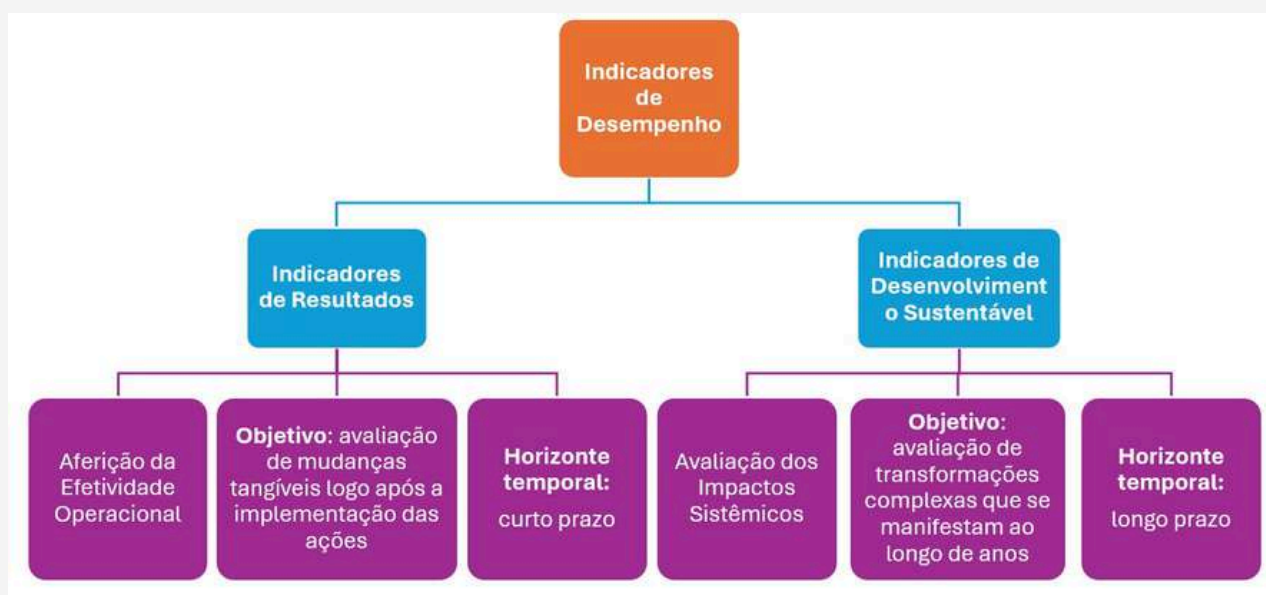 Indicadores
de
Desempenho
Indicadores
de Resultados
Indicadores de
Desenvolviment
o Sustentável
Aferição da
Efetividade
Operacional
Objetivo: avaliação
de mudanças
tangíveis logo após a
implementação das
ações
Horizonte
temporal:
curto prazo
Avaliação dos
Impactos
Sistêmicos
Objetivo:
avaliação de
transformações
complexas que se
manifestam ao
longo de anos
Horizonte
temporal:
longo prazo